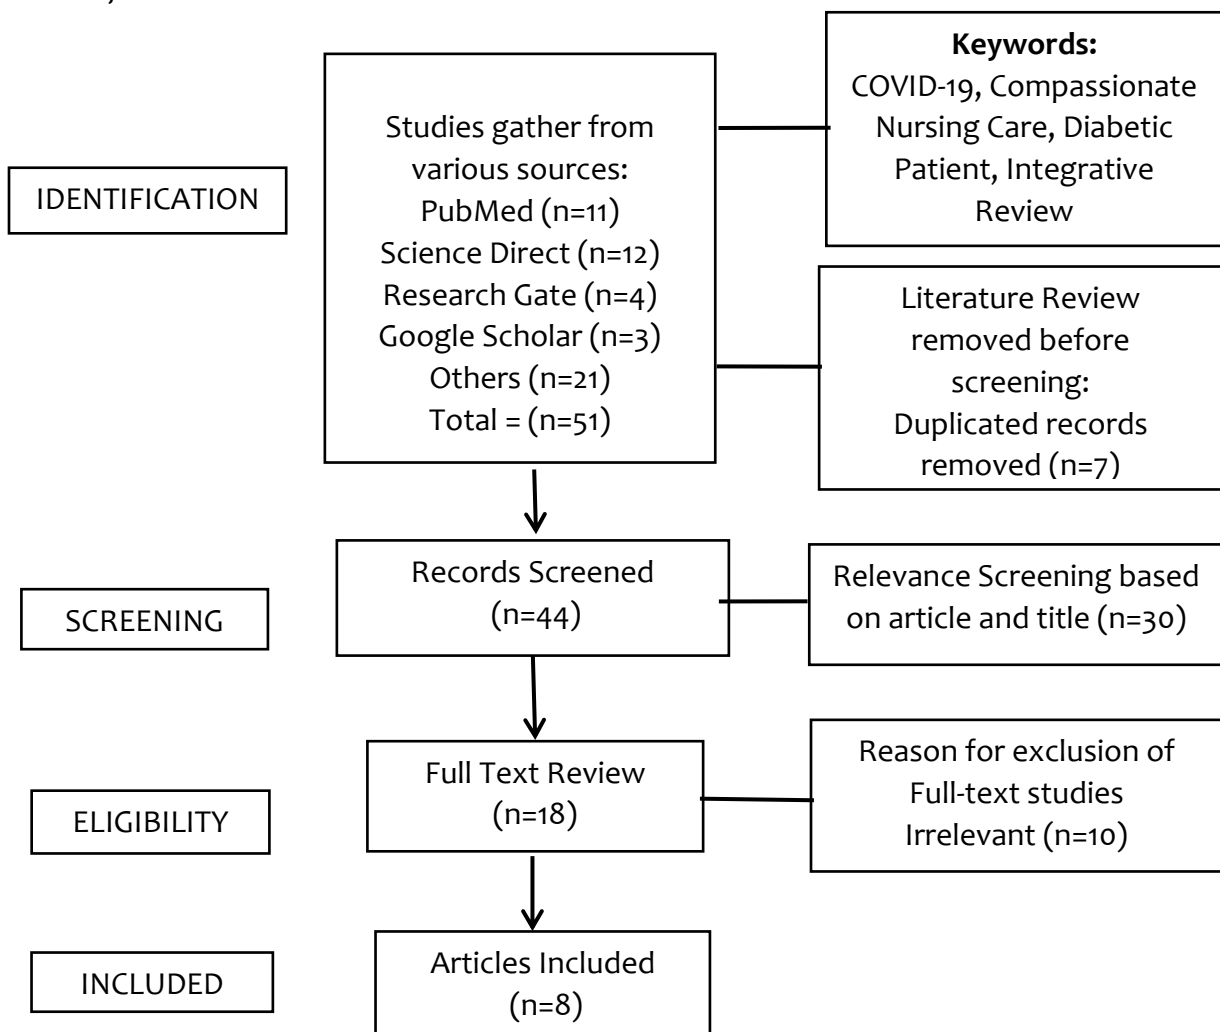 IDENTIFICATION
Studies gather from
various sources:
PubMed (n=11)
Science Direct (n=12)
Research Gate (n=4)
Google Scholar (n=3)
Others (n=21)
Total = (n=51)
Keywords:
COVID-19, Compassionate
Nursing Care, Diabetic
Patient, Integrative
Review
Literature Review
removed before
screening:
Duplicated records
removed (n=7)
SCREENING
Records Screened
(n=44)
Relevance Screening based
on article and title (n=30)
ELIGIBILITY
Full Text Review
(n=18)
Reason for exclusion of
Full-text studies
Irrelevant (n=10)
INCLUDED
Articles Included
(n=8)